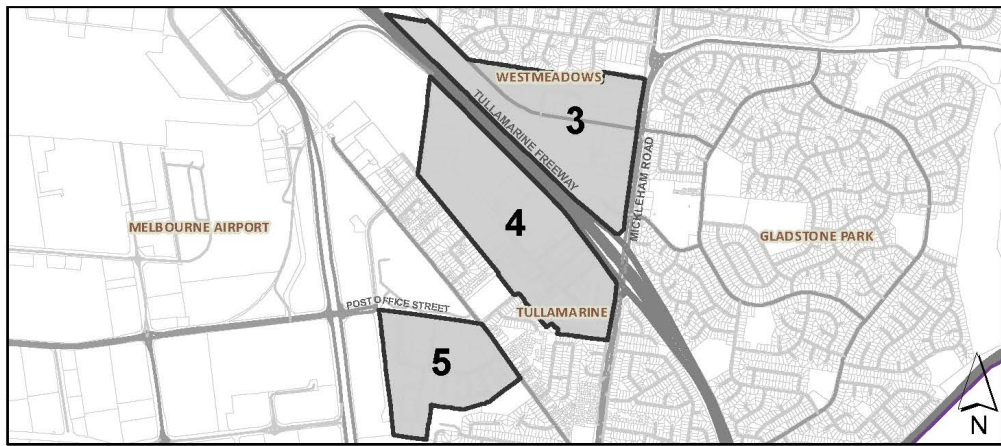 WESTMEADOWS
3
TULLAMARINE FREEWAY
MICKLEHAM ROAD
4
MELBOURNE AIRPORT
GLADSTONE PARK
POST OFFICE STREET
TULLAMARINE
5
N